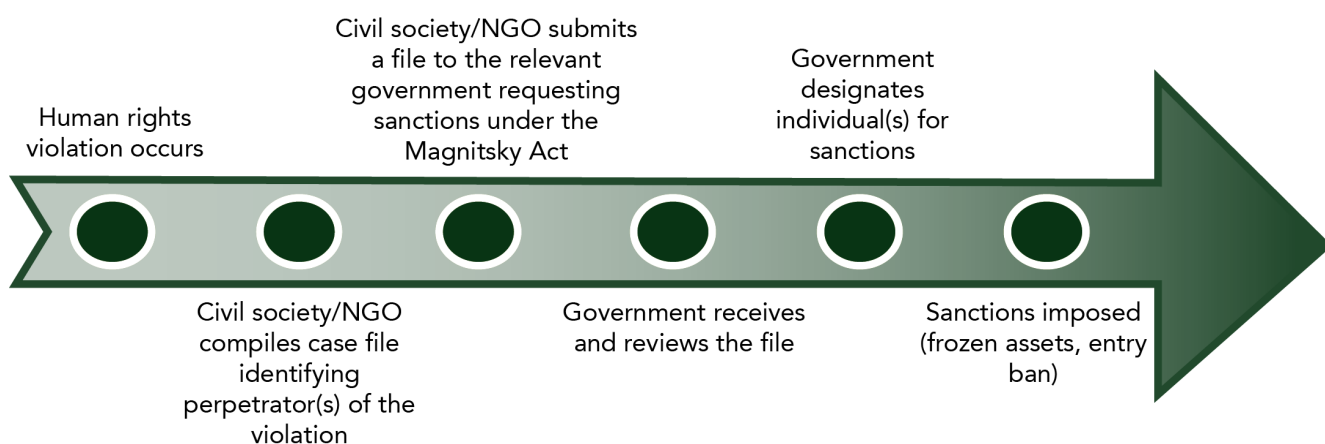 Human rights
violation occurs
Civil society/NGO
compiles case file
identifying
perpetrator(s) of the
violation
Civil society/NGO submits
a file to the relevant
government requesting
sanctions under the
Magnitsky Act
Government receives
and reviews the file
Government
designates
individual(s) for
sanctions
Sanctions imposed
(frozen assets, entry
ban)